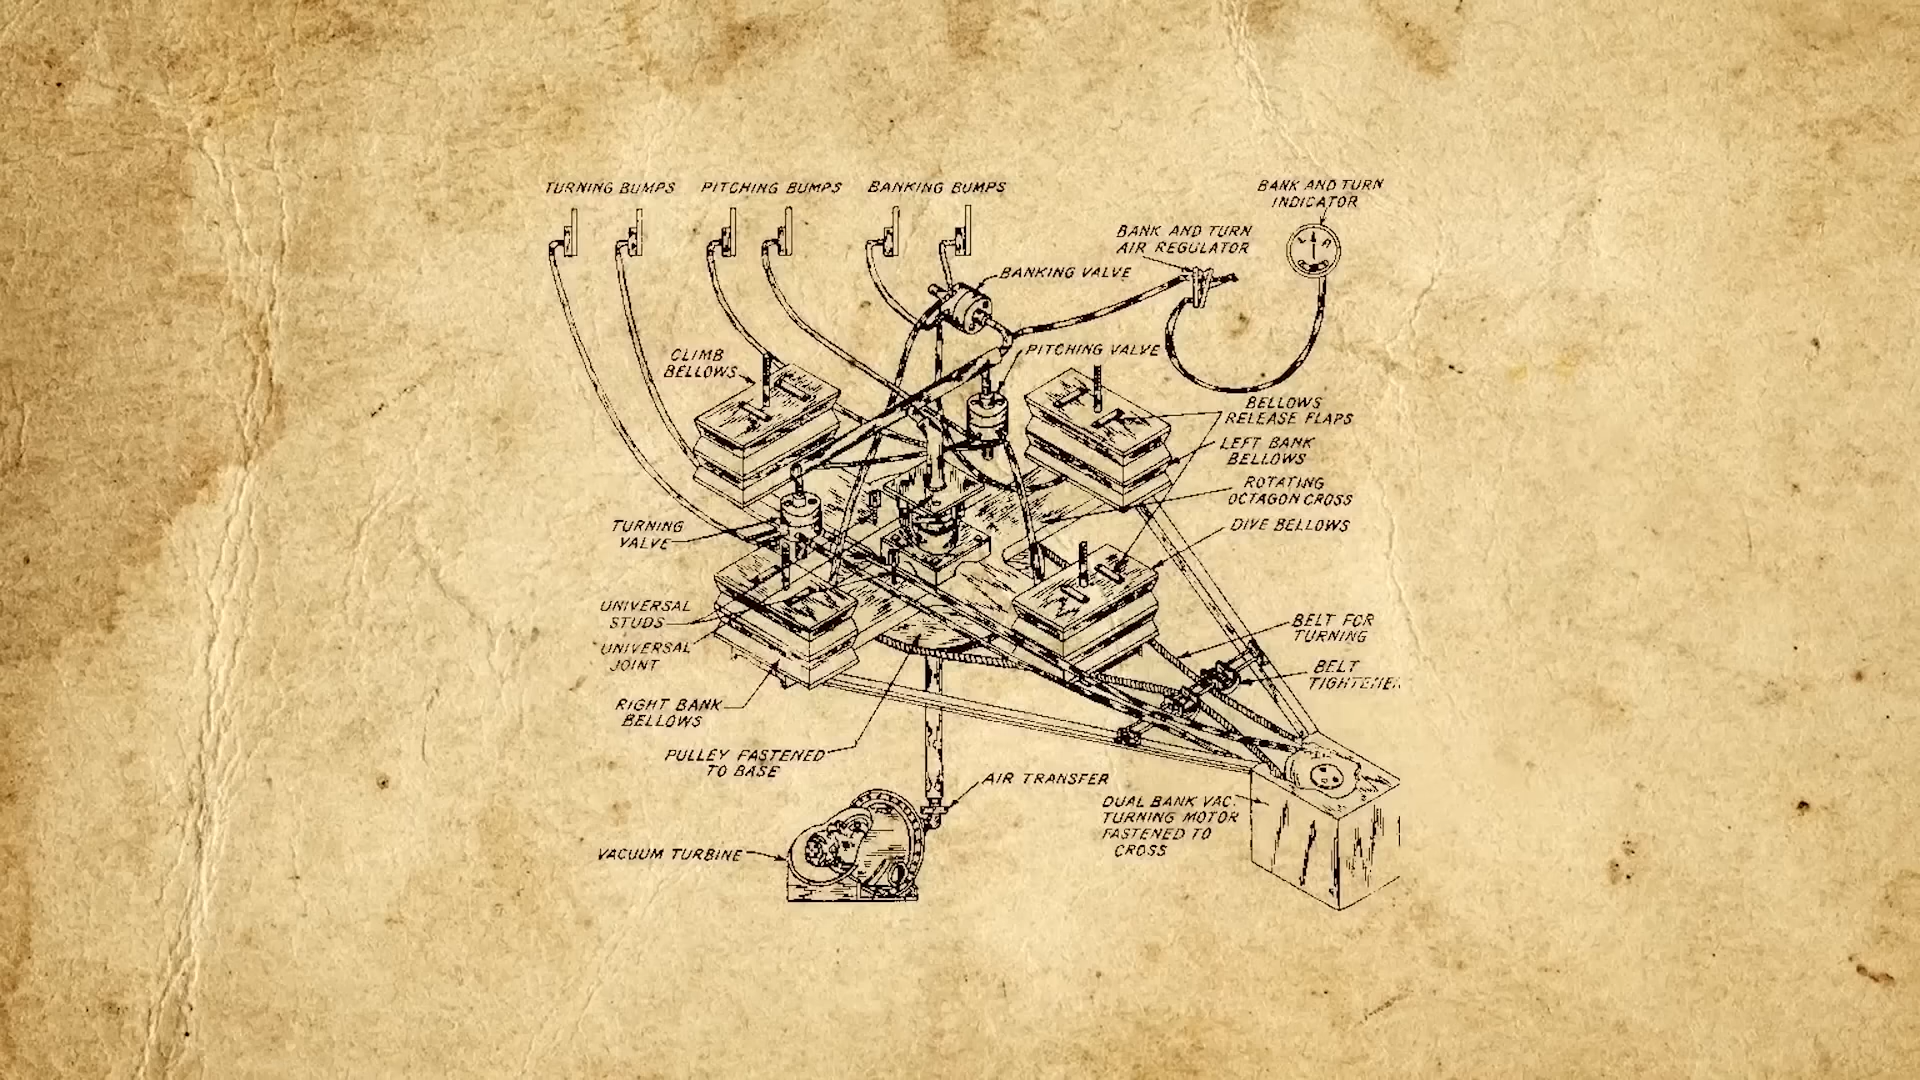 TURNING BUMPS
PITCHING BUMPS
BANKING BUMPS
BANK AND TURN
INDICATOR
BANK AND TURN
AIR REGULATOR
BANKING VALVE
PITCHING VALVE
CLIMB
BELLOWS
BELLOWS
RELEASE FLAPS
LEFT BANK
BELLOWS
ROTATING
OCTAGON CROSS
DIVE BELLOWS
TURNING
VALVE
UNIVERSAL
STUDS
UNIVERSAL
JOINT
BELT FOR
TURNING
BELT
TIGHTENER
RIGHT BANK
BELLOWS
PULLEY FASTENED
TO BASE
AIR TRANSFER
DUAL BANK VAC.
TURNING MOTOR
FASTENED TO
CROSS
VACUUM TURBINE